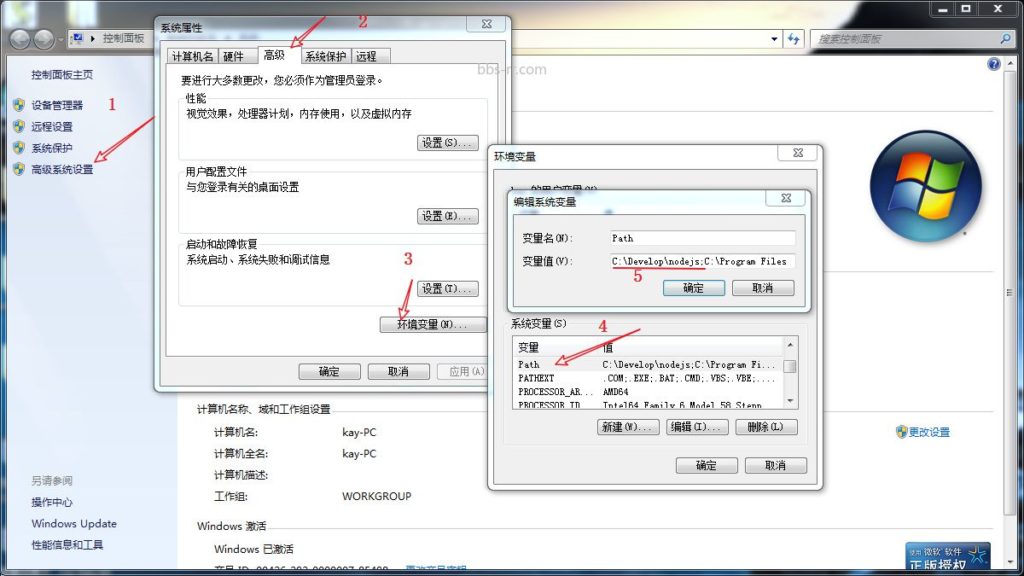 控制面板
搜索控制面板
控制面板主页
设备管理器
远程设置
系统保护
高级系统设置
1
系统属性
2
计算机名 硬件 高级 系统保护 远程
要进行大多数更改，您必须作为管理员登录。
性能
视觉效果，处理器计划，内存使用，以及虚拟内存
设置(S)...
用户配置文件
与您登录有关的桌面设置
设置(E)...
启动和故障恢复
系统启动、系统失败和调试信息
3
设置(T)...
环境变量(N)...
确定 取消 应用(A)
bbs-rr.com
环境变量
的用户变量(U)
编辑系统变量
变量名(N): Path
变量值(V): C:\Develop\nodejs;C:\Program Files
5
确定 取消
系统变量(S)
4
变量 值
Path C:\Develop\nodejs;C:\Program Fi...
PATHEXT .COM;.EXE;.BAT;.CMD;.VBS;.VBE;....
PROCESSOR_AR... AMD64
PROCESSOR_ID Intel64 Family 6 Model 58 Stepp
新建(W)... 编辑(I)... 删除(L)
确定 取消
计算机名称、域和工作组设置
计算机名: kay-PC
更改设置
计算机全名: kay-PC
计算机描述:
工作组: WORKGROUP
Windows 激活
Windows 已激活
另请参阅
操作中心
Windows Update
性能信息和工具
使用 微软 软件
正版授权